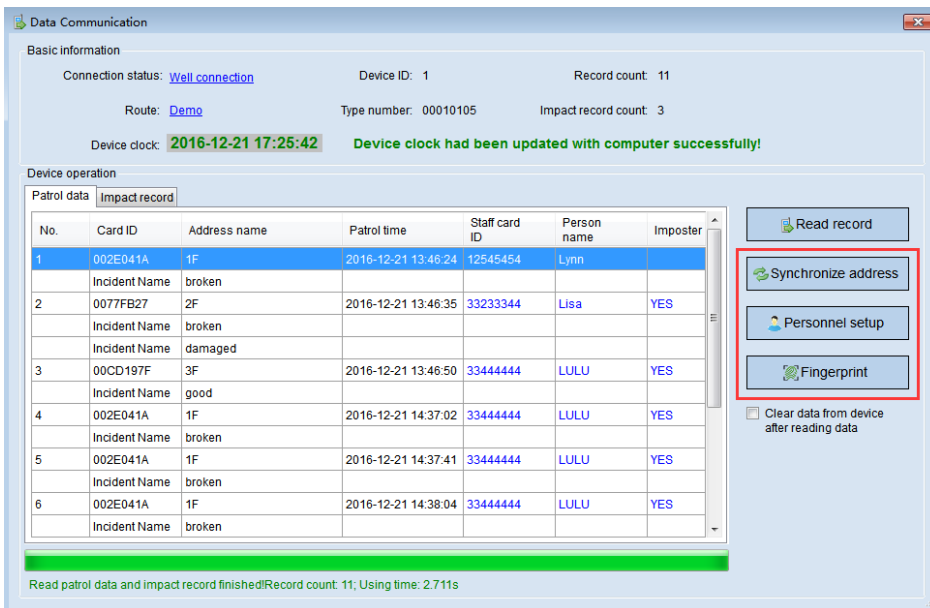 Data Communication
Basic information
Connection status: Well connection Device ID: 1 Record count: 11
Route: Demo Type number: 00010105 Impact record count: 3
Device clock: 2016-12-21 17:25:42 Device clock had been updated with computer successfully!
Device operation
Patrol data Impact record
No. Card ID Address name Patrol time Staff card ID Person name Imposter
1 002E041A 1F 2016-12-21 13:46:24 12545454 Lynn
Incident Name broken
2 0077FB27 2F 2016-12-21 13:46:35 33233344 Lisa YES
Incident Name broken
Incident Name damaged
3 00CD197F 3F 2016-12-21 13:46:50 33444444 LULU YES
Incident Name good
4 002E041A 1F 2016-12-21 14:37:02 33444444 LULU YES
Incident Name broken
5 002E041A 1F 2016-12-21 14:37:41 33444444 LULU YES
Incident Name broken
6 002E041A 1F 2016-12-21 14:38:04 33444444 LULU YES
Incident Name broken
Read record
Synchronize address
Personnel setup
Fingerprint
Clear data from device
after reading data
Read patrol data and impact record finished!Record count: 11; Using time: 2.711s